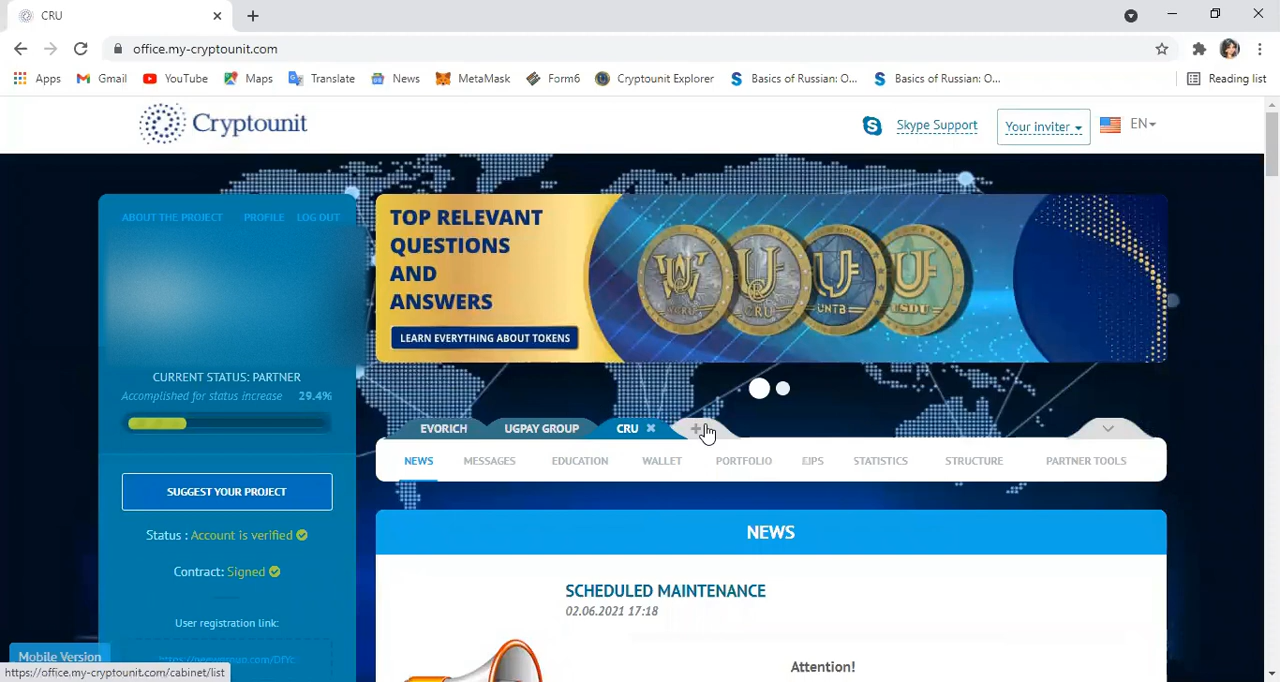 CRU
office.my-cryptounit.com
Apps Gmail YouTube Maps Translate News MetaMask Form6 Cryptounit Explorer Basics of Russian: O... Basics of Russian: O... Reading list
Cryptounit
Skype Support Your inviter EN
ABOUT THE PROJECT PROFILE LOG OUT
TOP RELEVANT
QUESTIONS
AND
ANSWERS
LEARN EVERYTHING ABOUT TOKENS
WCRU CRU UNTB USDU
CURRENT STATUS: PARTNER
Accomplished for status increase 29.4%
EVORICH UGPAY GROUP CRU
NEWS MESSAGES EDUCATION WALLET PORTFOLIO STATISTICS STRUCTURE PARTNER TOOLS
SUGGEST YOUR PROJECT
Status : Account is verified
Contract: Signed
User registration link:
NEWS
SCHEDULED MAINTENANCE
02.06.2021 17:18
Attention!
Mobile Version
https://office.my-cryptounit.com/cabinet/list